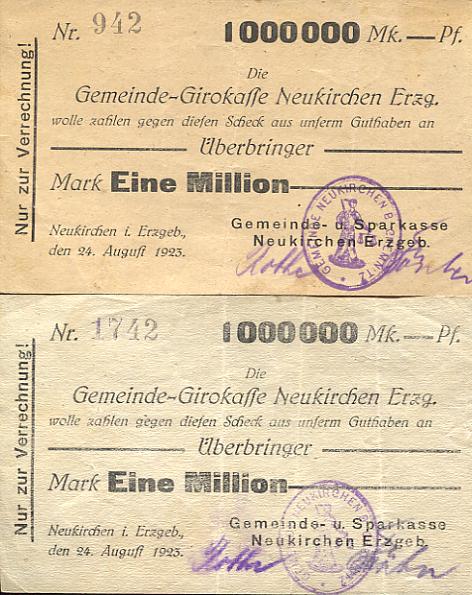 Nr. 942 1000000 Mk.—Pf.
Nur zur Verrechnung!
Die
Gemeinde-Girokasse Neukirchen Erzg.
wolle zahlen gegen diesen Scheck aus unserm Guthaben an
Überbringer
Mark Eine Million
Neukirchen i. Erzgeb.,
den 24. August 1923.
Gemeinde- u. Sparkasse
Neukirchen Erzgeb.
GEMEINDE NEUKIRCHEN B. CHEMNITZ
Nr. 1742 1000000 Mk.—Pf.
Nur zur Verrechnung!
Die
Gemeinde-Girokasse Neukirchen Erzg.
wolle zahlen gegen diesen Scheck aus unserm Guthaben an
Überbringer
Mark Eine Million
Neukirchen i. Erzgeb.,
den 24. August 1923.
Gemeinde- u. Sparkasse
Neukirchen Erzgeb.
NEUKIRCHEN